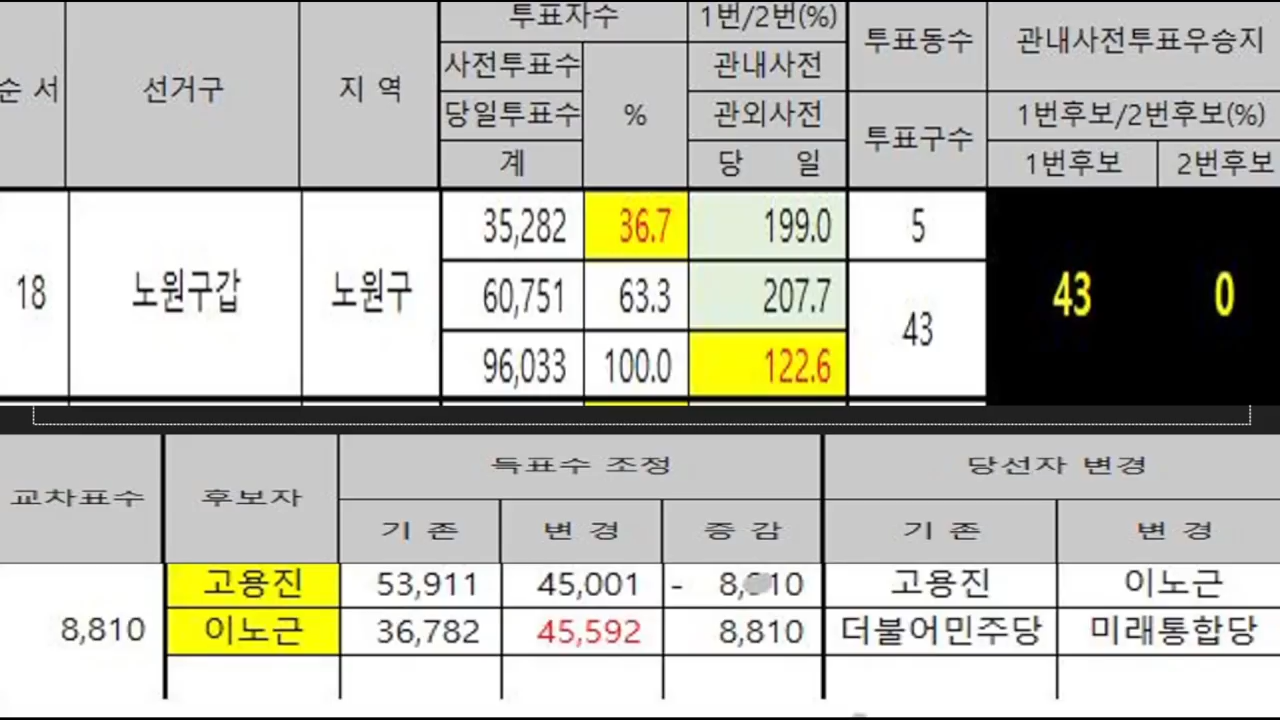 순 서
선거구
지 역
투표자수
사전투표수
당일투표수
계
%
1번/2번(%)
관내사전
관외사전
당 일
투표동수
투표구수
관내사전투표우승지
1번후보/2번후보(%)
1번후보
2번후보
18
노원구갑
노원구
35,282
36.7
199.0
5
60,751
63.3
207.7
43
96,033
100.0
122.6
43
0
교차표수
후보자
득표수 조정
당선자 변경
기 존
변 경
증 감
기 존
변 경
8,810
고용진
53,911
45,001
고용진
이노근
이노근
36,782
45,592
8,810
더불어민주당
미래통합당